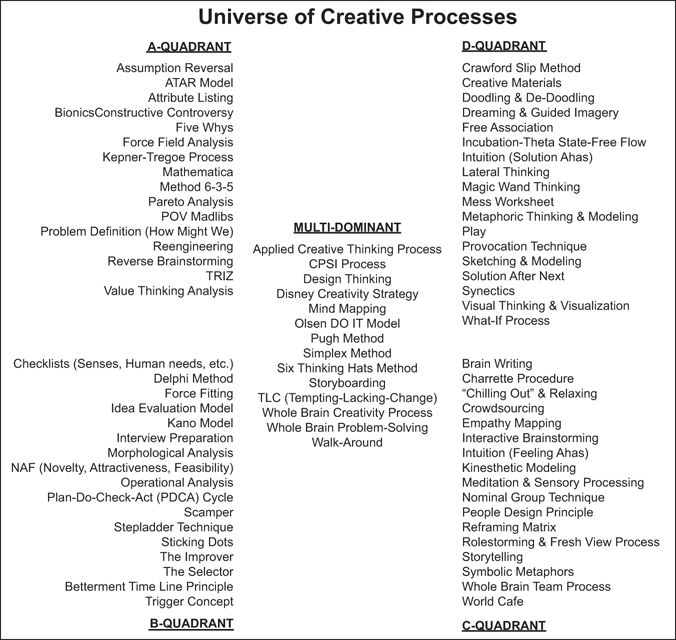 Universe of Creative Processes
A-QUADRANT
Assumption Reversal
ATAR Model
Attribute Listing
BionicsConstructive Controversy
Five Whys
Force Field Analysis
Kepner-Tregoe Process
Mathematica
Method 6-3-5
Pareto Analysis
POV Madlibs
Problem Definition (How Might We)
Reengineering
Reverse Brainstorming
TRIZ
Value Thinking Analysis
D-QUADRANT
Crawford Slip Method
Creative Materials
Doodling & De-Doodling
Dreaming & Guided Imagery
Free Association
Incubation-Theta State-Free Flow
Intuition (Solution Ahas)
Lateral Thinking
Magic Wand Thinking
Mess Worksheet
Metaphoric Thinking & Modeling
Play
Provocation Technique
Sketching & Modeling
Solution After Next
Synectics
Visual Thinking & Visualization
What-If Process
MULTI-DOMINANT
Applied Creative Thinking Process
CPSI Process
Design Thinking
Disney Creativity Strategy
Mind Mapping
Olsen DO IT Model
Pugh Method
Simplex Method
Six Thinking Hats Method
Storyboarding
TLC (Tempting-Lacking-Change)
Whole Brain Creativity Process
Whole Brain Problem-Solving
Walk-Around
Checklists (Senses, Human needs, etc.)
Delphi Method
Force Fitting
Idea Evaluation Model
Kano Model
Interview Preparation
Morphological Analysis
NAF (Novelty, Attractiveness, Feasibility)
Operational Analysis
Plan-Do-Check-Act (PDCA) Cycle
Scamper
Stepladder Technique
Sticking Dots
The Improver
The Selector
Betterment Time Line Principle
Trigger Concept
B-QUADRANT
Brain Writing
Charrette Procedure
“Chilling Out” & Relaxing
Crowdsourcing
Empathy Mapping
Interactive Brainstorming
Intuition (Feeling Ahas)
Kinesthetic Modeling
Meditation & Sensory Processing
Nominal Group Technique
People Design Principle
Reframing Matrix
Rolestorming & Fresh View Process
Storytelling
Symbolic Metaphors
Whole Brain Team Process
World Cafe
C-QUADRANT